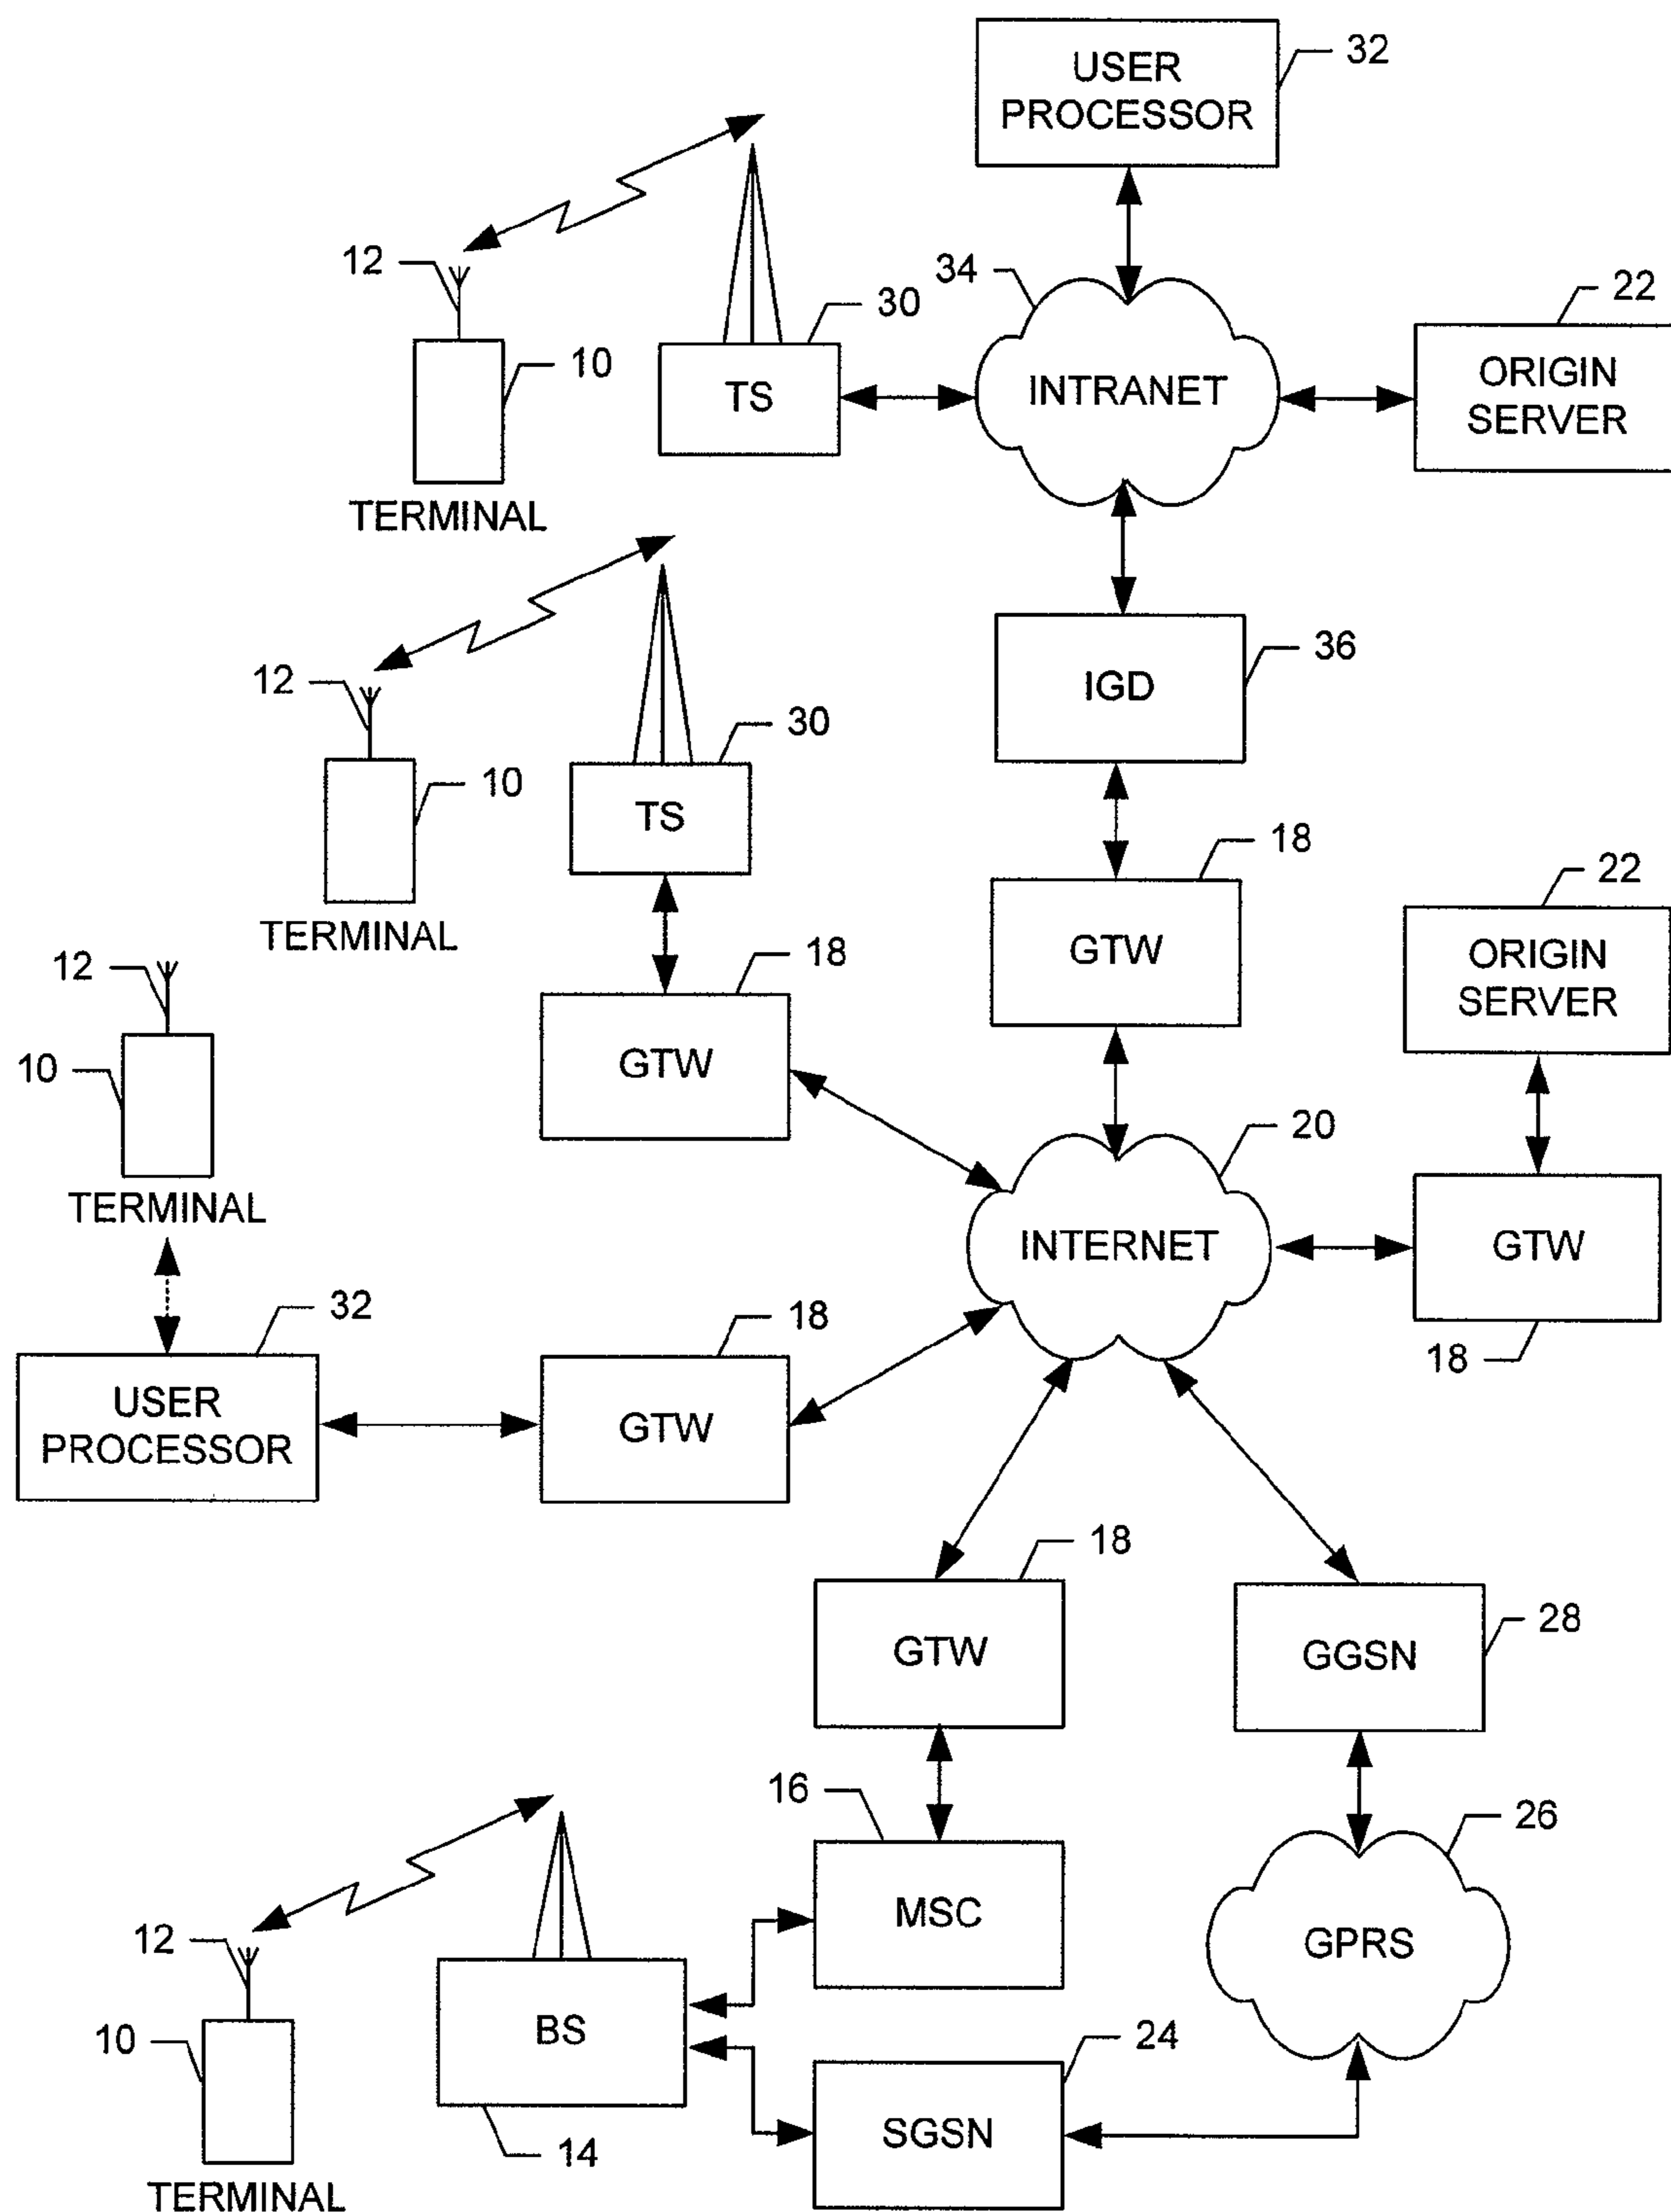 USER
PROCESSOR
32
12
34
30
22
10
TS
INTRANET
ORIGIN
SERVER
TERMINAL
36
IGD
12
30
10
TS
18
22
TERMINAL
GTW
ORIGIN
SERVER
12
18
10
GTW
20
TERMINAL
INTERNET
GTW
18
32
18
USER
PROCESSOR
GTW
18
28
GTW
GGSN
16
26
MSC
GPRS
12
10
BS
24
14
SGSN
TERMINAL